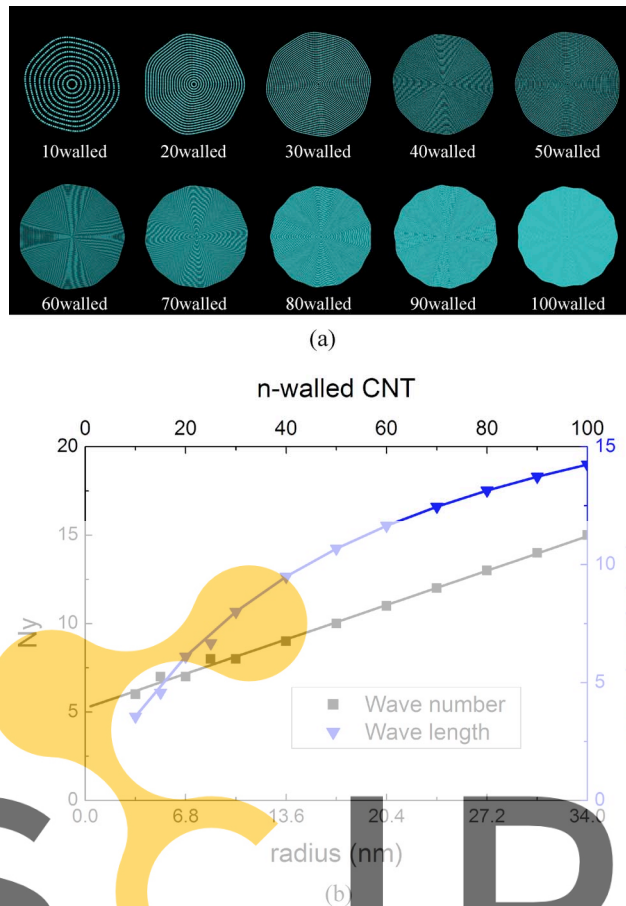 10walled 20walled 30walled 40walled 50walled
60walled 70walled 80walled 90walled 100walled
(a)
n-walled CNT
0 20 40 60 80 100
20 15
15
10 10
Ny
5 5
0 0
Wave number
Wave length
0.0 6.8 13.6 20.4 27.2 34.0
radius (nm)
(b)